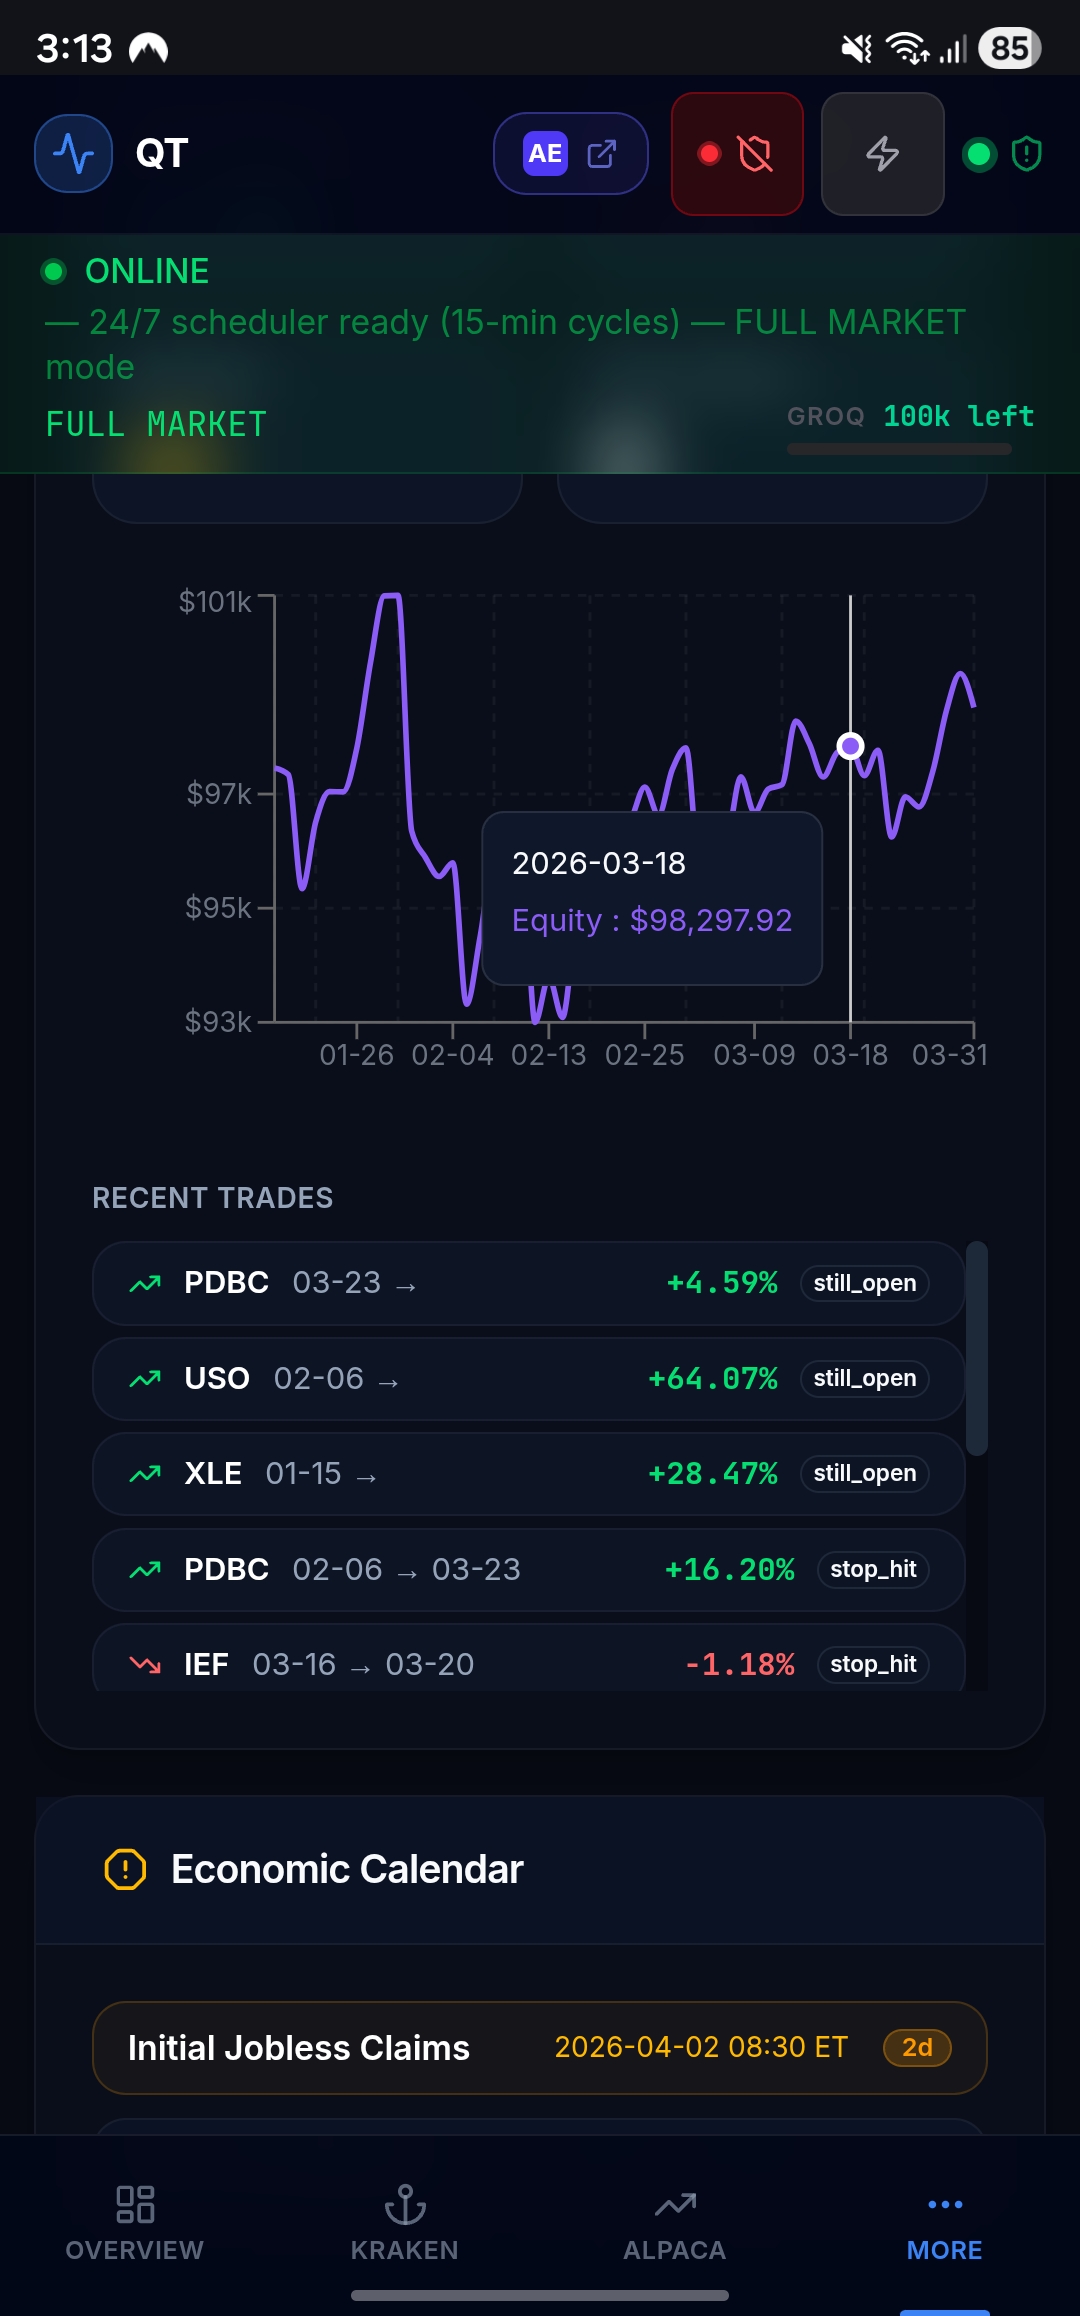 3:13
85
QT
AE
ONLINE
— 24/7 scheduler ready (15-min cycles) — FULL MARKET
mode
FULL MARKET
GROQ 100k left
$101k
$97k
$95k
$93k
2026-03-18
Equity : $98,297.92
01-26 02-04 02-13 02-25 03-09 03-18 03-31
RECENT TRADES
PDBC 03-23 → +4.59% still_open
USO 02-06 → +64.07% still_open
XLE 01-15 → +28.47% still_open
PDBC 02-06 → 03-23 +16.20% stop_hit
IEF 03-16 → 03-20 -1.18% stop_hit
Economic Calendar
Initial Jobless Claims 2026-04-02 08:30 ET 2d
OVERVIEW KRAKEN ALPACA MORE